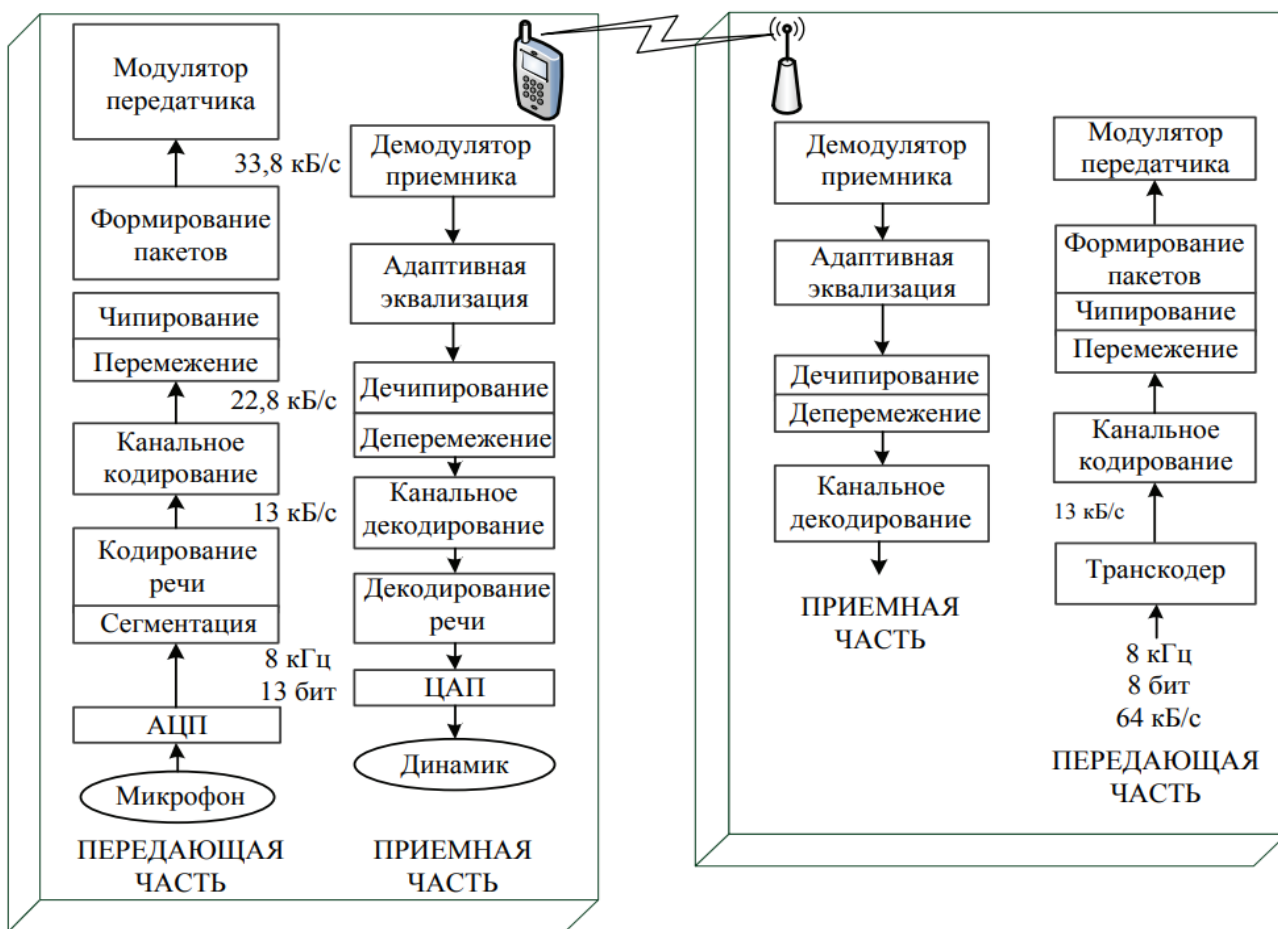 Модулятор
передатчика
33,8 кБ/с
Формирование
пакетов
Чипирование
Перемежение
22,8 кБ/с
Канальное
кодирование
13 кБ/с
Кодирование
речи
Сегментация
8 кГц
13 бит
АЦП
Микрофон
ПЕРЕДАЮЩАЯ
ЧАСТЬ
Демодулятор
приемника
Адаптивная
эквализация
Дечипирование
Деперемежение
Канальное
декодирование
Декодирование
речи
ЦАП
Динамик
ПРИЕМНАЯ
ЧАСТЬ
Демодулятор
приемника
Адаптивная
эквализация
Дечипирование
Деперемежение
Канальное
декодирование
ПРИЕМНАЯ
ЧАСТЬ
Модулятор
передатчика
Формирование
пакетов
Чипирование
Перемежение
Канальное
кодирование
13 кБ/с
Транскодер
8 кГц
8 бит
64 кБ/с
ПЕРЕДАЮЩАЯ
ЧАСТЬ